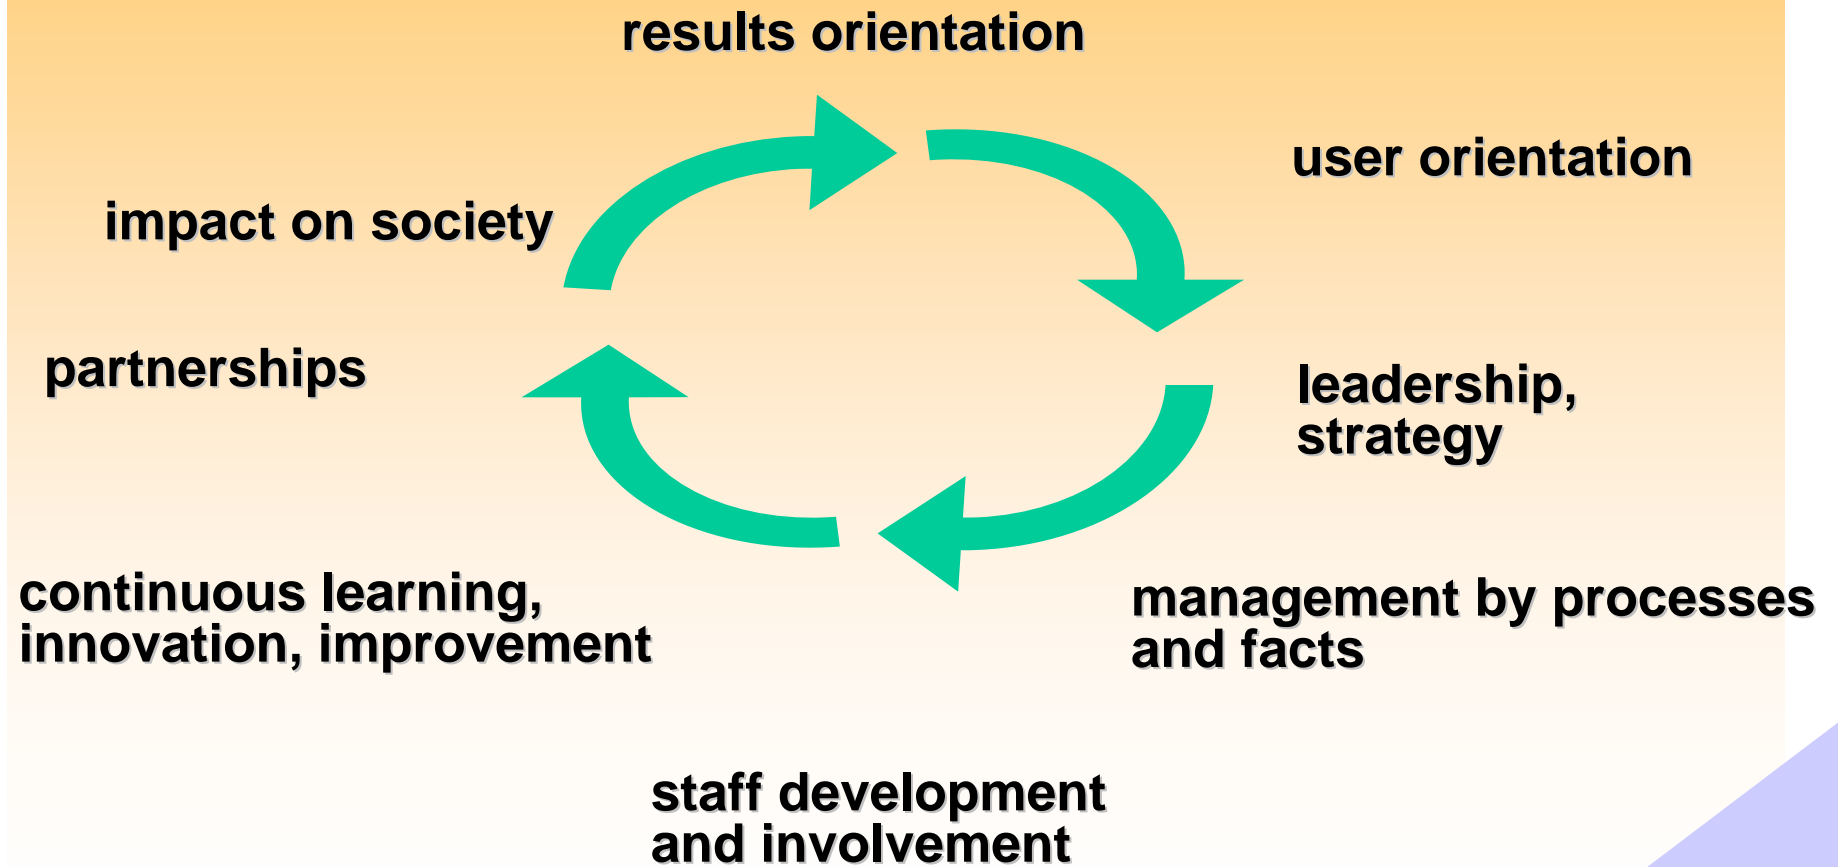 results orientation
user orientation
impact on society
partnerships
leadership,
strategy
continuous learning,
innovation, improvement
management by processes
and facts
staff development
and involvement